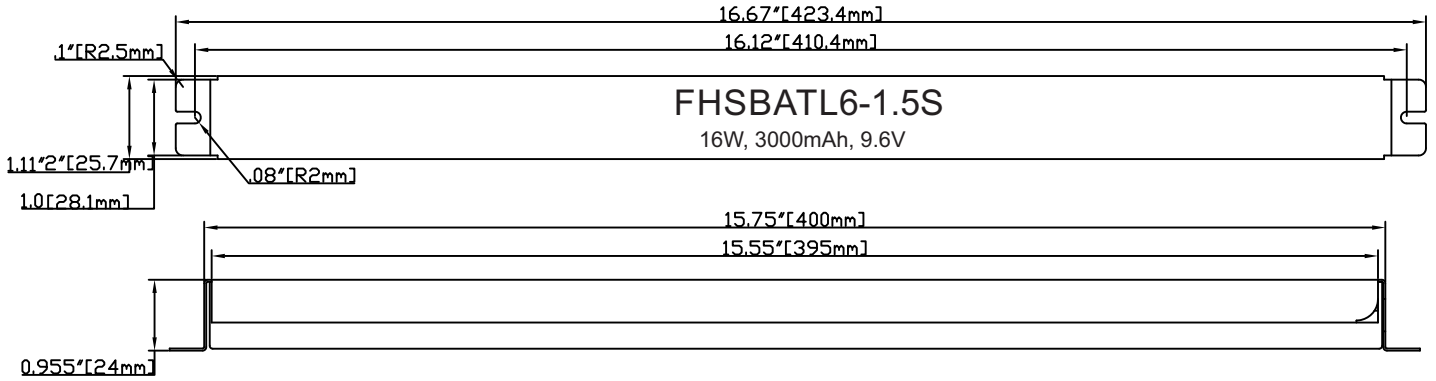 16.67"[423.4mm]
16.12"[410.4mm]
.1"[R2.5mm]
FHSBATL6-1.5S
16W, 3000mAh, 9.6V
1.11"2"[25.7mm]
.08"[R2mm]
1.0[28.1mm]
15.75"[400mm]
15.55"[395mm]
0.955"[24mm]